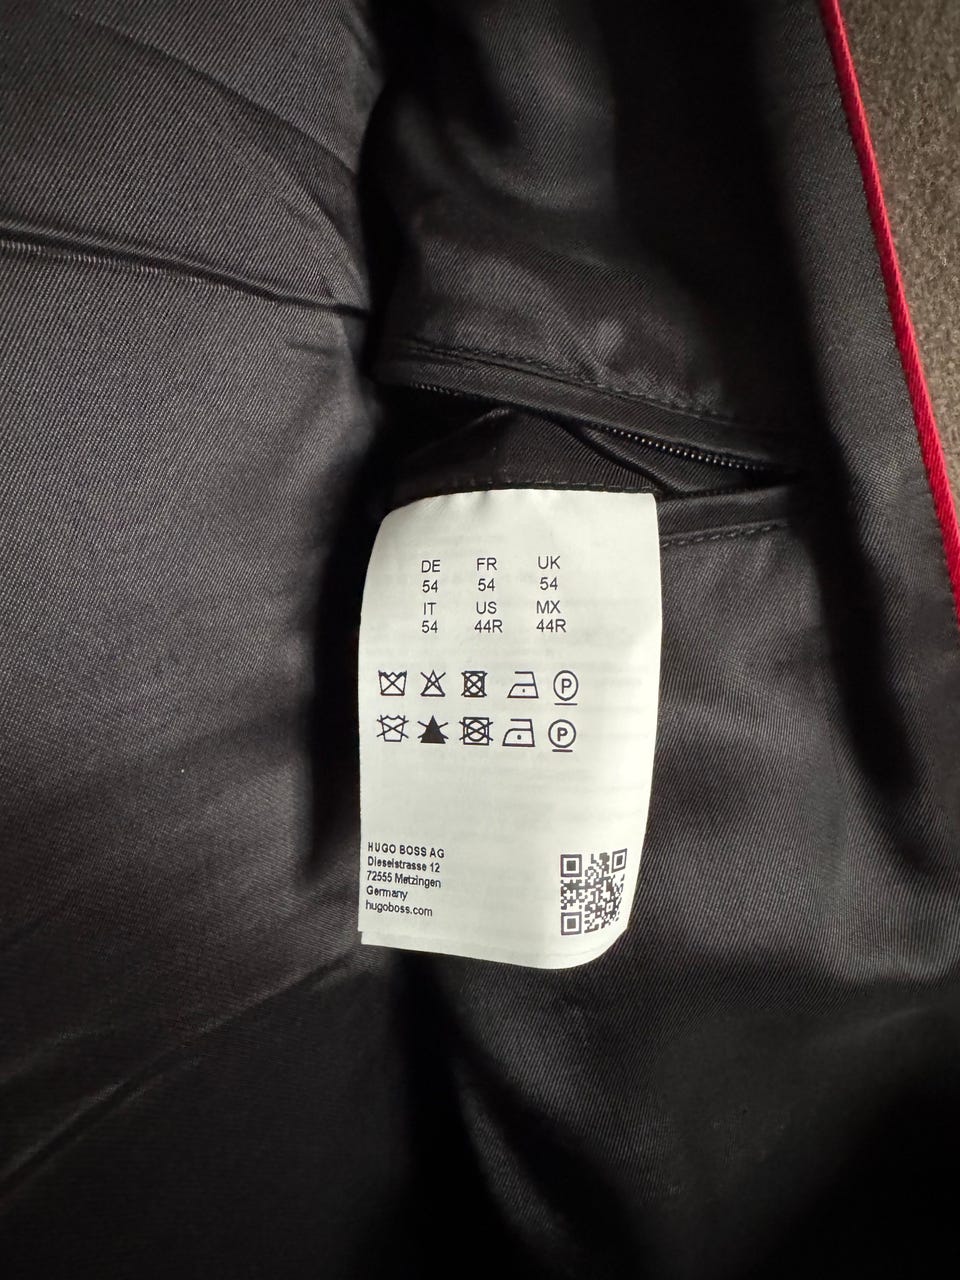 DE FR UK
54 54 54
IT US MX
54 44R 44R
P
P
HUGO BOSS AG
Dieselstrasse 12
72555 Metzingen
Germany
hugoboss.com